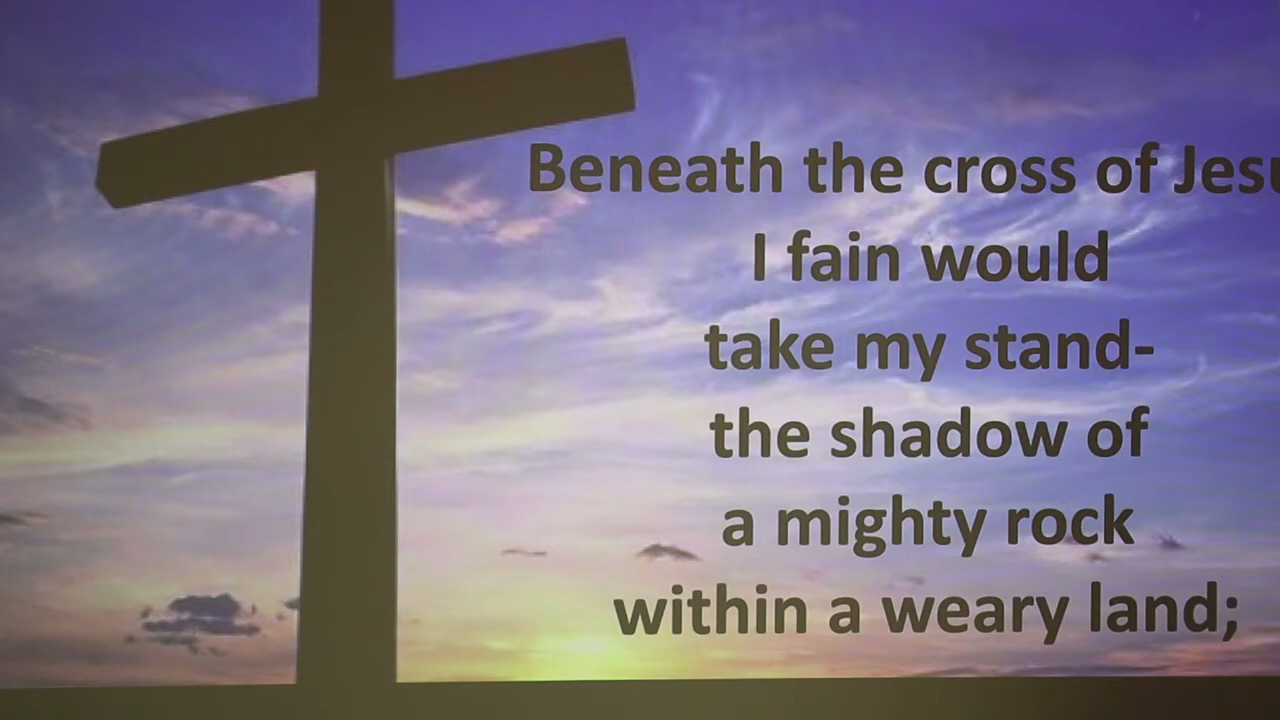 Beneath the cross of Jesu
I fain would
take my stand-
the shadow of
a mighty rock
within a weary land;